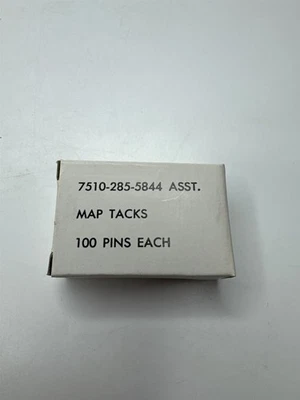 7510-285-5844 ASST.
MAP TACKS
100 PINS EACH